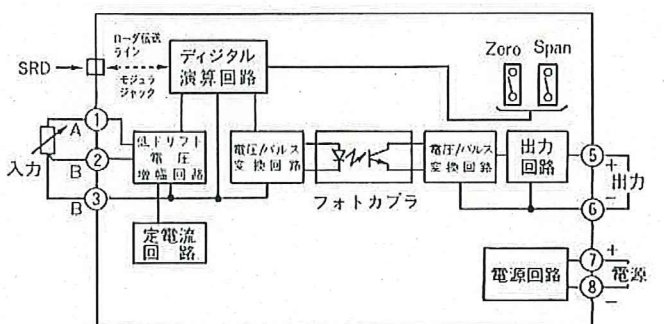 ローダ伝送
ライン
SRD
モジュラ
ジャック
ディジタル
演算回路
Zero
Span
1
A
入力
2
B
3
B
低ドリフト
電圧
増幅回路
定電流
回路
電圧/パルス
変換回路
フォトカプラ
電圧/パルス
変換回路
出力
回路
5
+
出力
-
6
電源回路
7
+
電源
8
-